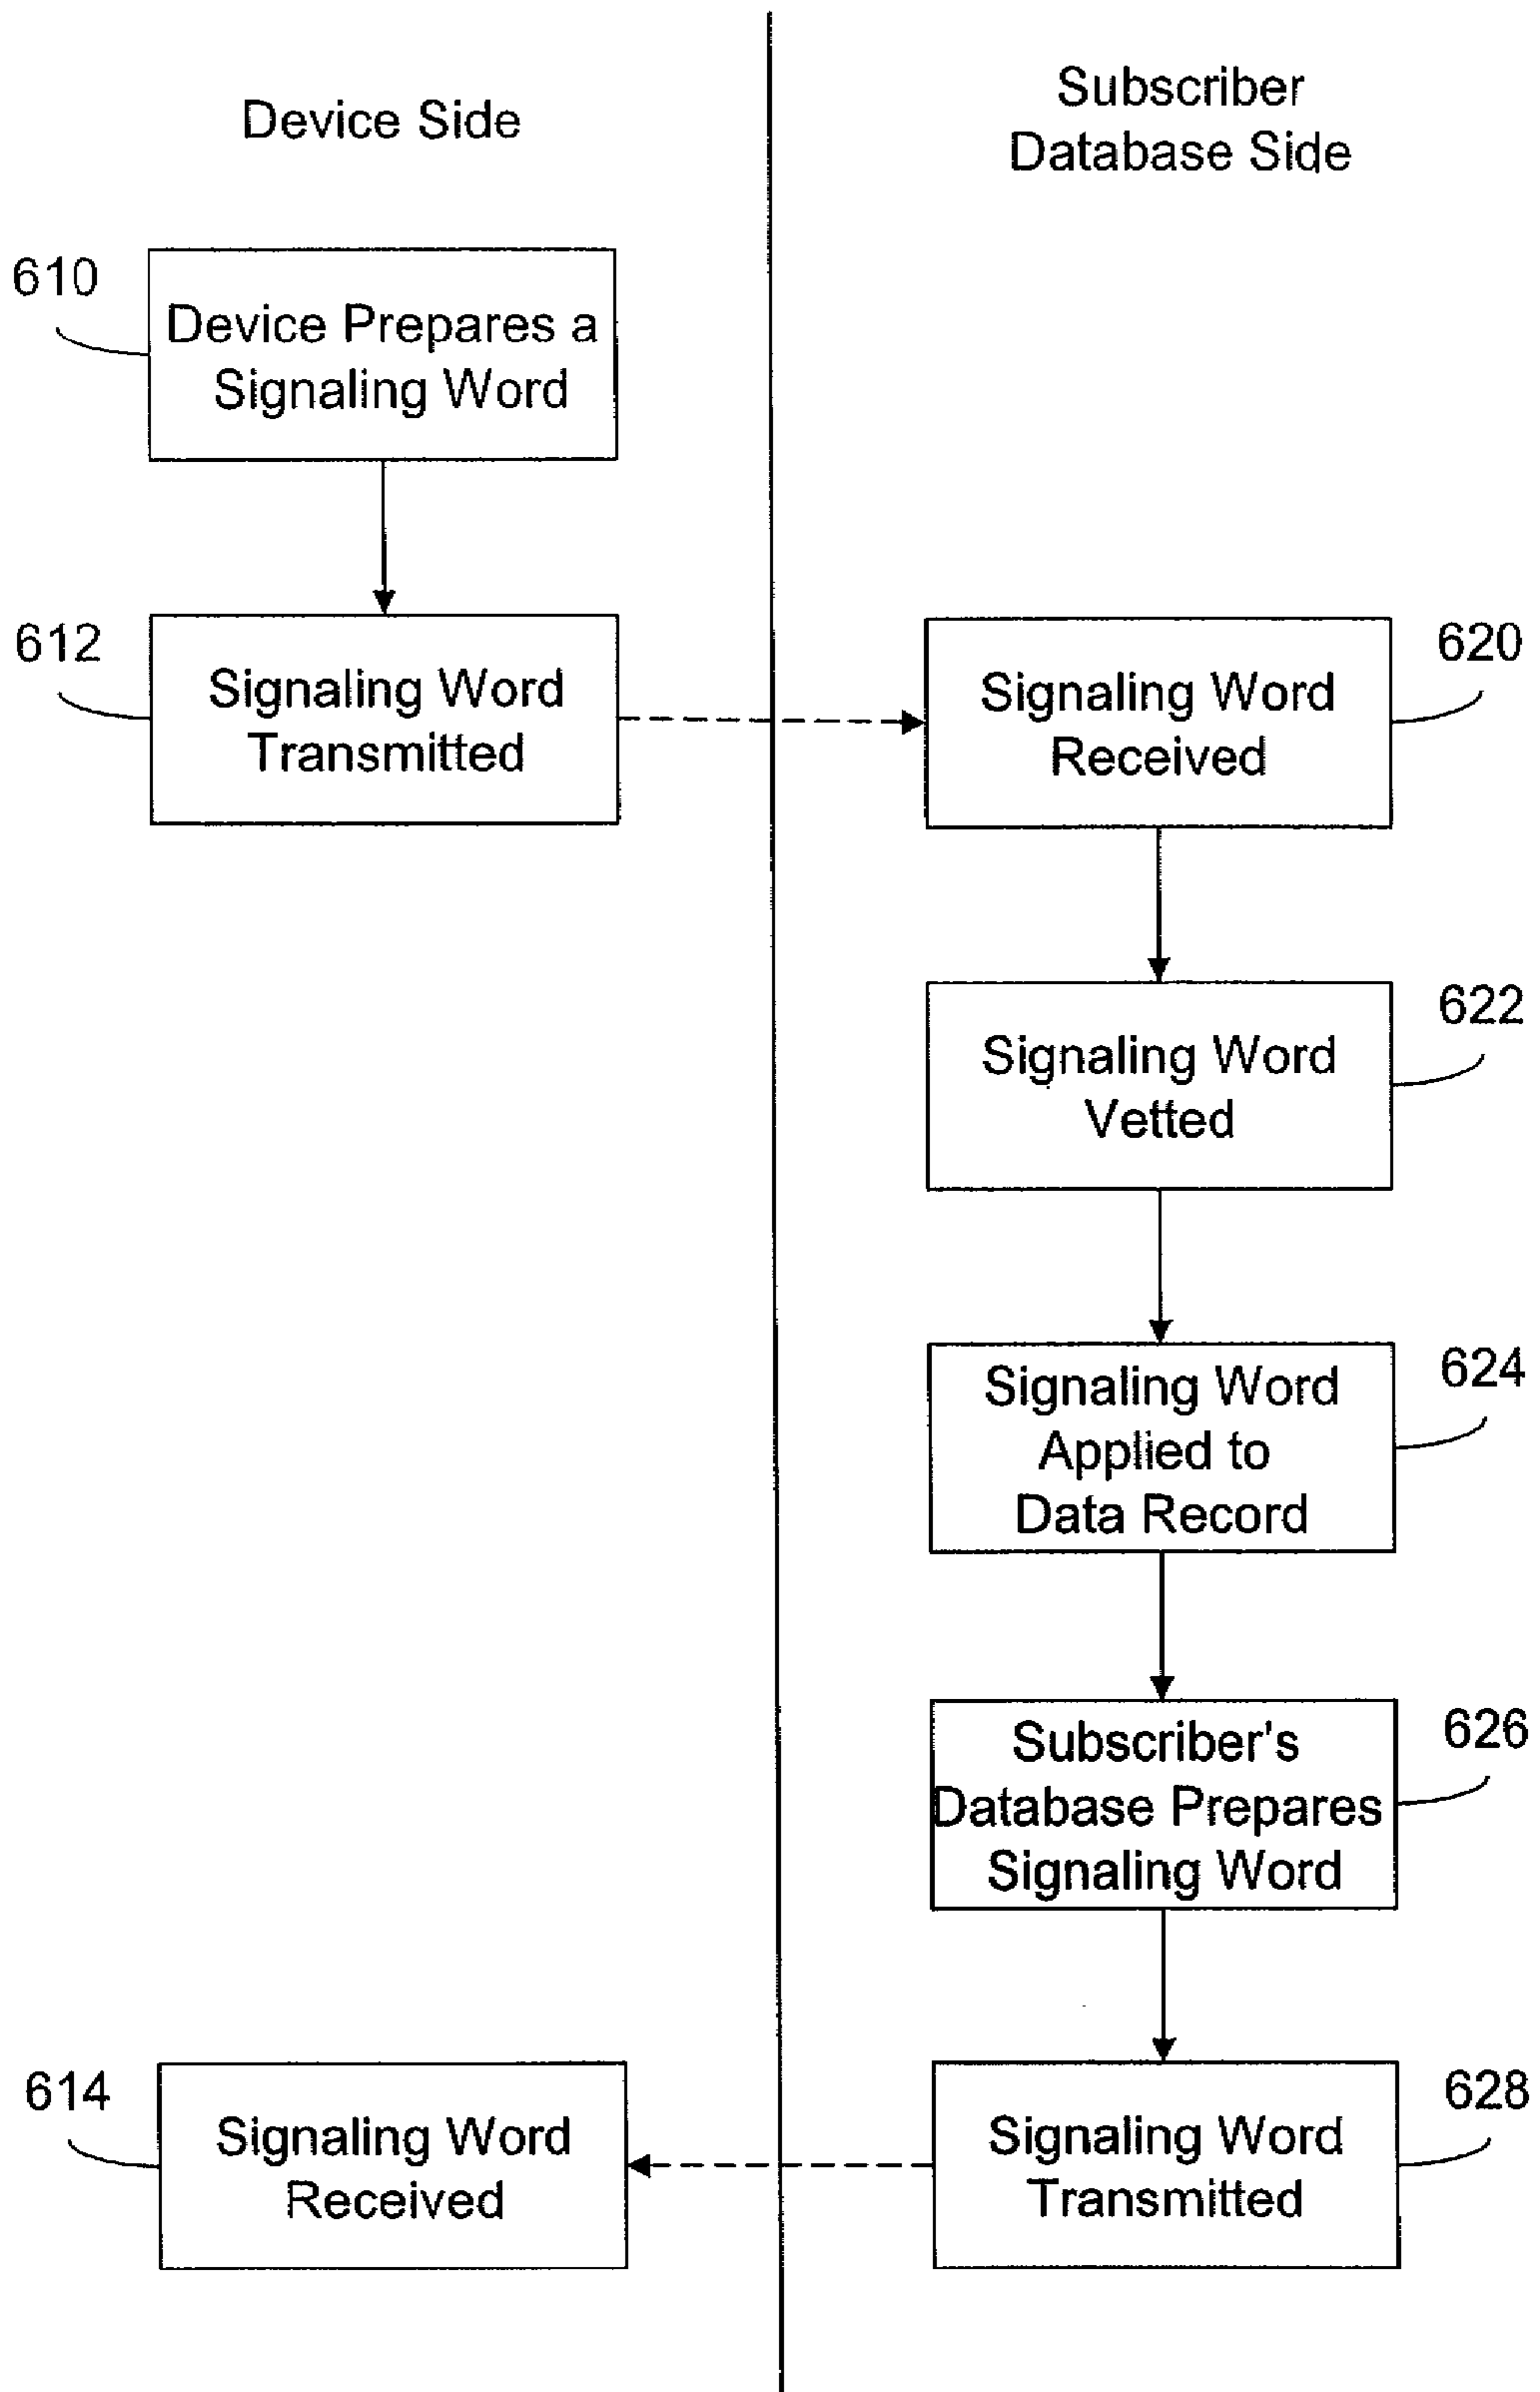 Device Side
Subscriber
Database Side
610
Device Prepares a
Signaling Word
612
Signaling Word
Transmitted
620
Signaling Word
Received
622
Signaling Word
Vetted
624
Signaling Word
Applied to
Data Record
626
Subscriber's
Database Prepares
Signaling Word
614
Signaling Word
Received
628
Signaling Word
Transmitted